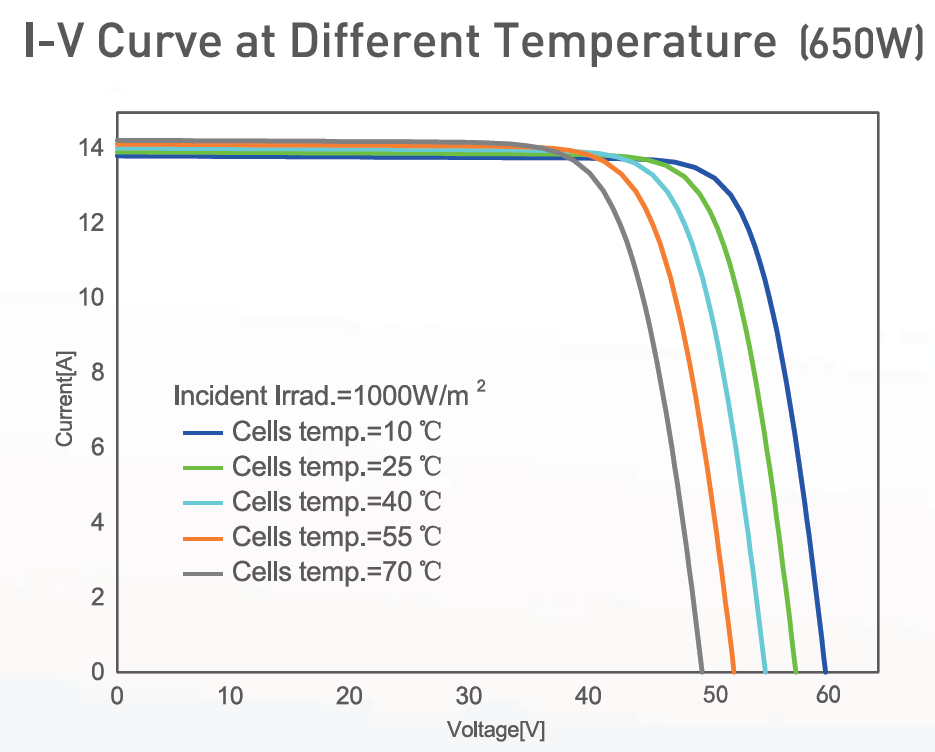 I-V Curve at Different Temperature (650W)
14
12
10
8
6
4
2
0
Current[A]
Incident Irrad.=1000W/m ²
Cells temp.=10 ℃
Cells temp.=25 ℃
Cells temp.=40 ℃
Cells temp.=55 ℃
Cells temp.=70 ℃
0 10 20 30 40 50 60
Voltage[V]